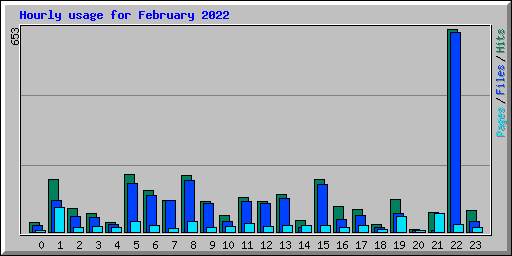 Hourly usage for February 2022
653
Pages/Files/Hits
0 1 2 3 4 5 6 7 8 9 10 11 12 13 14 15 16 17 18 19 20 21 22 23